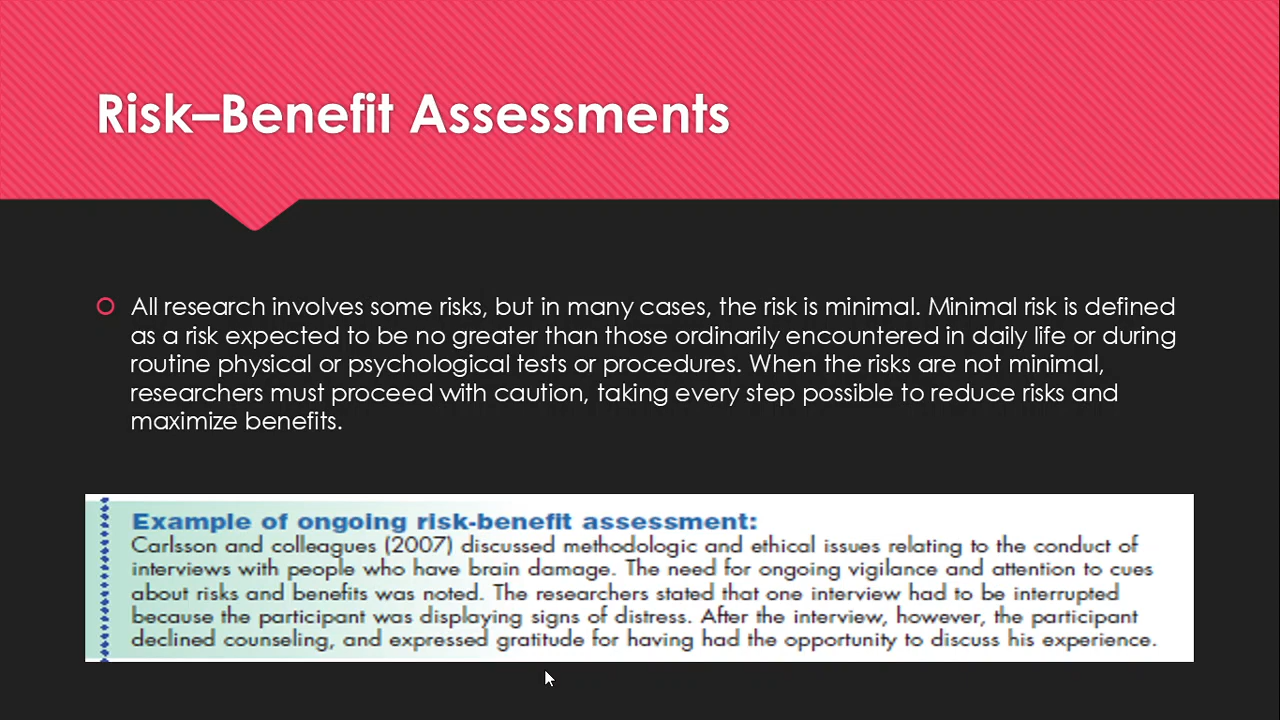 Risk–Benefit Assessments
All research involves some risks, but in many cases, the risk is minimal. Minimal risk is defined
as a risk expected to be no greater than those ordinarily encountered in daily life or during
routine physical or psychological tests or procedures. When the risks are not minimal,
researchers must proceed with caution, taking every step possible to reduce risks and
maximize benefits.
Example of ongoing risk-benefit assessment:
Carlsson and colleagues (2007) discussed methodologic and ethical issues relating to the conduct of
interviews with people who have brain damage. The need for ongoing vigilance and attention to cues
about risks and benefits was noted. The researchers stated that one interview had to be interrupted
because the participant was displaying signs of distress. After the interview, however, the participant
declined counseling, and expressed gratitude for having had the opportunity to discuss his experience.